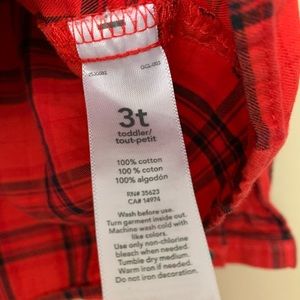 3t
toddler/
tout-petit
100% cotton
100 % coton
100% algodón
RN# 35623
CA# 14974
Wash before use.
Turn garment inside out.
Machine wash cold with
like colors.
Use only non-chlorine
bleach when needed.
Tumble dry medium.
Warm iron if needed.
Do not iron decoration.